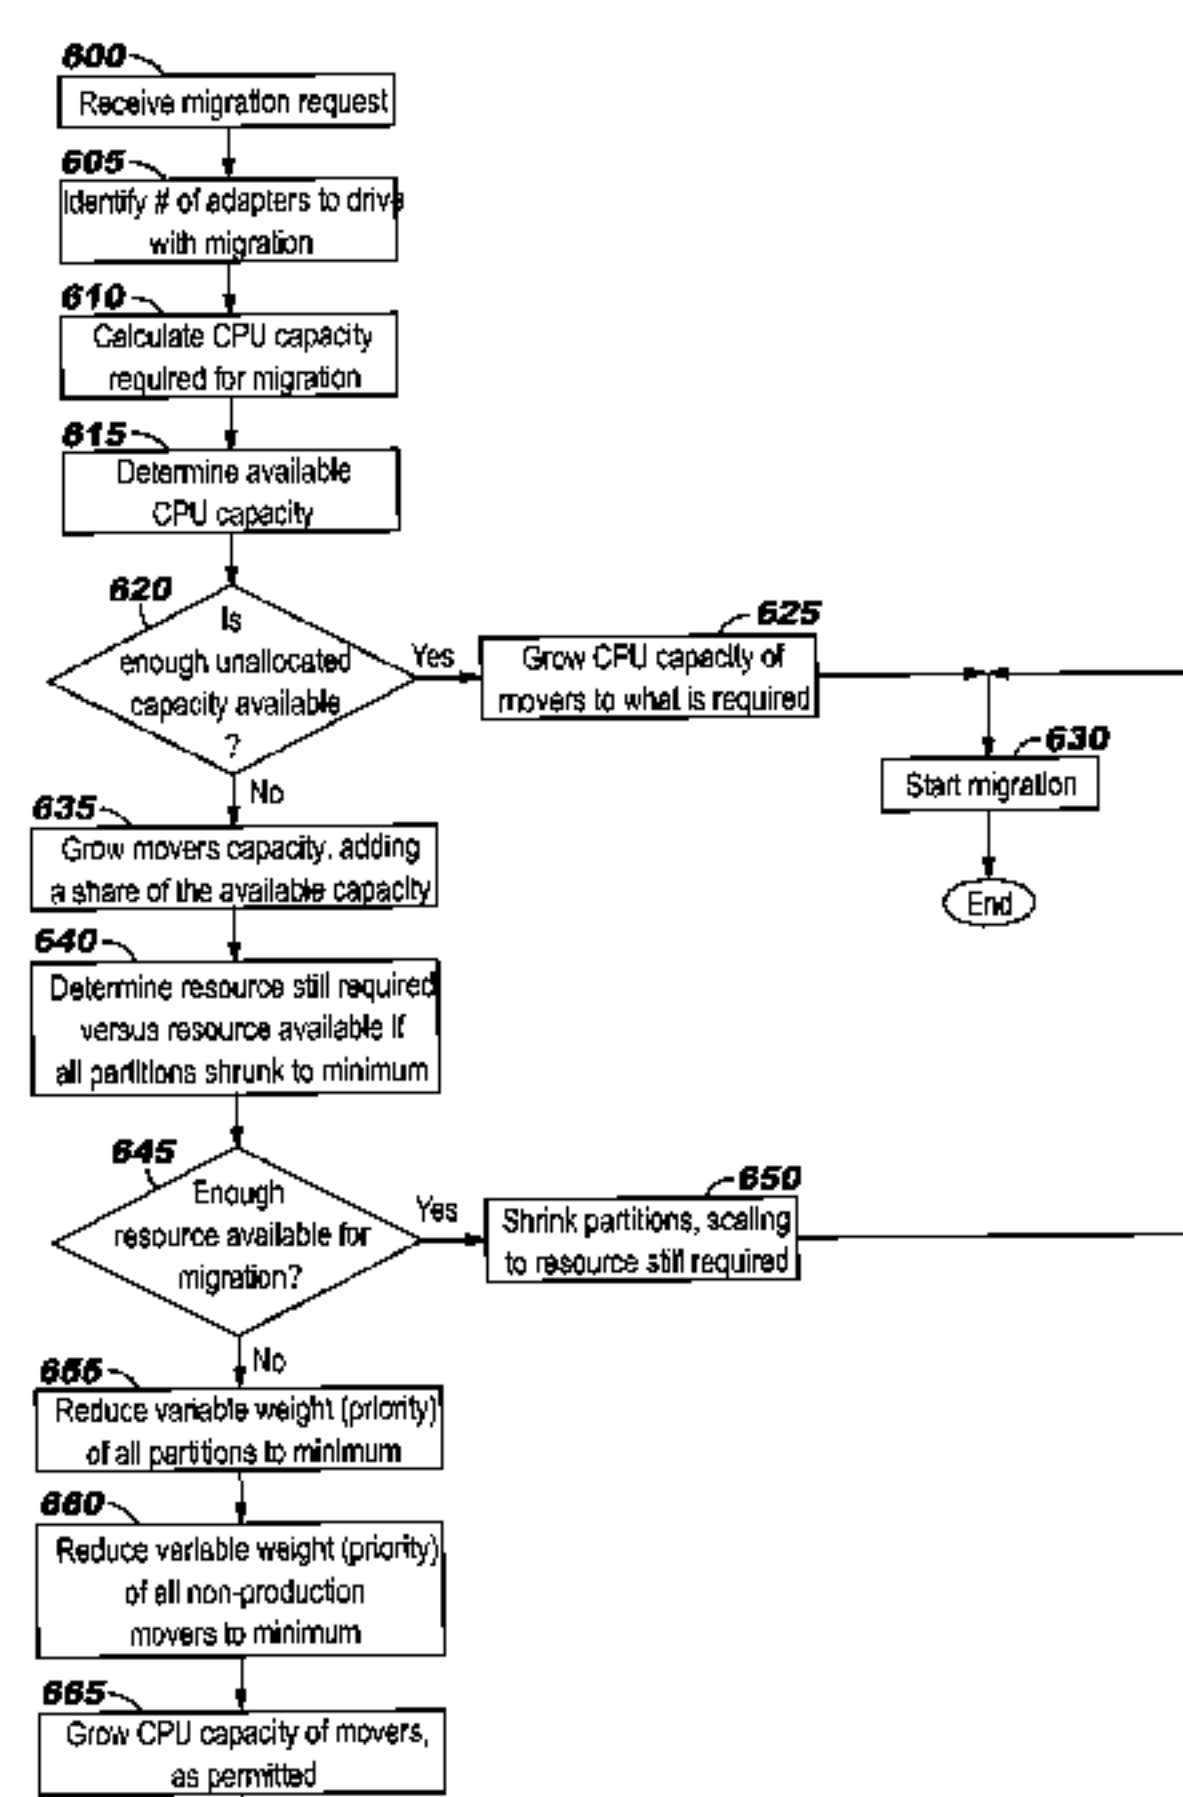 600
Receive migration request
605
Identify # of adapters to drive
with migration
610
Calculate CPU capacity
required for migration
615
Determine available
CPU capacity
620
Is
enough unallocated
capacity available
?
Yes
625
Grow CPU capacity of
movers to what is required
630
Start migration
End
No
635
Grow movers capacity, adding
a share of the available capacity
640
Determine resource still required
versus resource available if
all partitions shrunk to minimum
645
Enough
resource available for
migration?
Yes
650
Shrink partitions, scaling
to resource still required
No
655
Reduce variable weight (priority)
of all partitions to minimum
660
Reduce variable weight (priority)
of all non-production
movers to minimum
665
Grow CPU capacity of movers,
as permitted